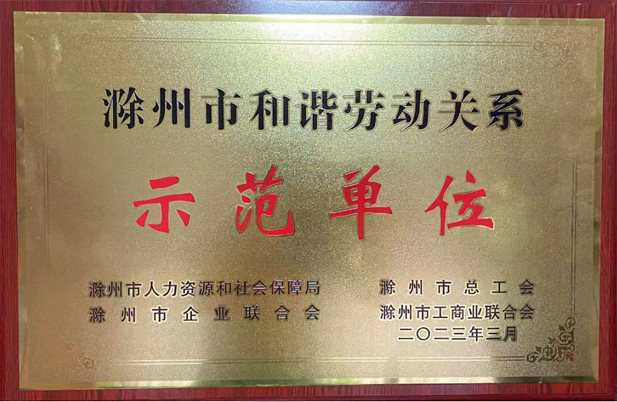 滁州市和谐劳动关系
示范单位
滁州市人力资源和社会保障局 滁州市总工会
滁州市企业联合会 滁州市工商业联合会
二〇二三年三月